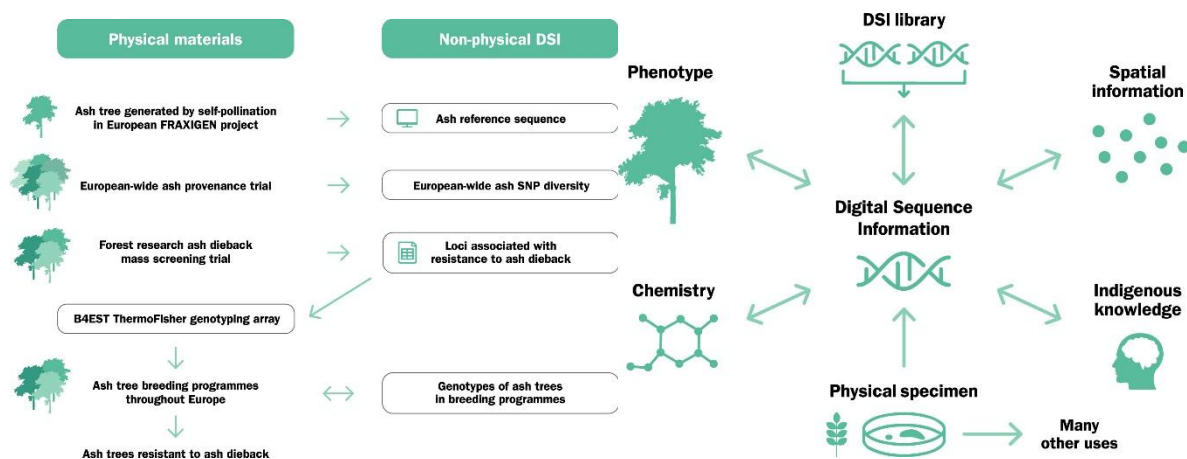 Physical materials
Non-physical DSI
Ash tree generated by self-pollination
in European FRAXIGEN project
Ash reference sequence
European-wide ash provenance trial
European-wide ash SNP diversity
Forest research ash dieback
mass screening trial
Loci associated with
resistance to ash dieback
B4EST ThermoFisher genotyping array
Ash tree breeding programmes
throughout Europe
Genotypes of ash trees
in breeding programmes
Ash trees resistant to ash dieback
DSI library
Phenotype
Spatial
information
Digital Sequence
Information
Chemistry
Indigenous
knowledge
Physical specimen
Many
other uses